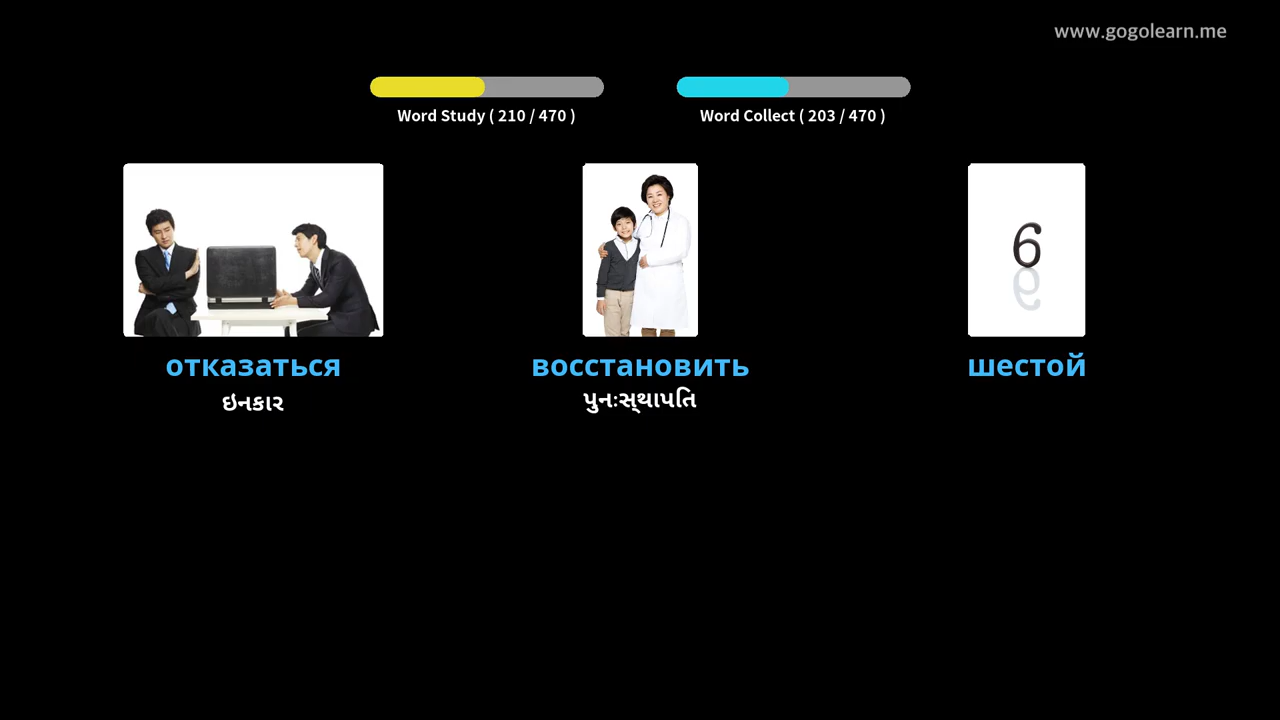 www.gogolearn.me
Word Study ( 210 / 470 )
Word Collect ( 203 / 470 )
6
отказаться
восстановить
шестой
ઇનકાર
પુનઃસ્થાપતિ